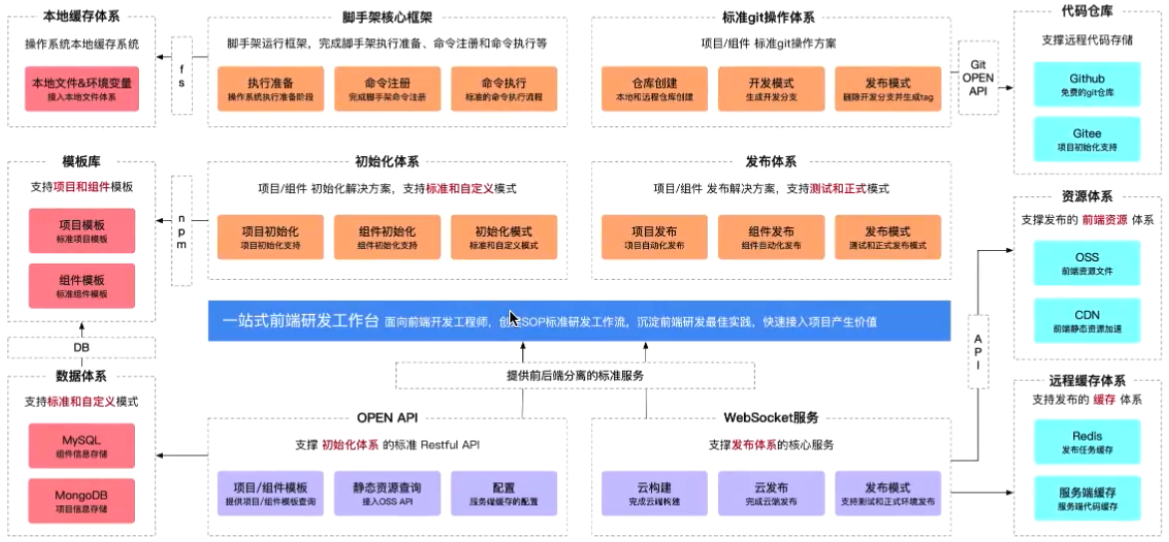 本地缓存体系
操作系统本地缓存系统
本地文件&环境变量
接入本地文件体系
fs
脚手架核心框架
脚手架运行框架，完成脚手架执行准备、命令注册和命令执行等
执行准备
操作系统执行准备阶段
命令注册
完成脚手架命令注册
命令执行
标准的命令执行流程
标准git操作体系
项目/组件 标准git操作方案
仓库创建
本地和远程仓库创建
开发模式
生成开发分支
发布模式
删除开发分支并生成tag
Git
OPEN
API
代码仓库
支撑远程代码存储
Github
免费的git仓库
Gitee
项目初始化支持
模板库
支持项目和组件模板
项目模板
标准项目模板
组件模板
标准组件模板
npm
初始化体系
项目/组件 初始化解决方案，支持标准和自定义模式
项目初始化
项目初始化支持
组件初始化
组件初始化支持
初始化模式
标准和自定义模式
发布体系
项目/组件 发布解决方案，支持测试和正式模式
项目发布
项目自动化发布
组件发布
组件自动化发布
发布模式
测试和正式发布模式
资源体系
支撑发布的 前端资源 体系
OSS
前端资源文件
CDN
前端静态资源加速
一站式前端研发工作台 面向前端开发工程师，创建SOP标准研发工作流，沉淀前端研发最佳实践，快速接入项目产生价值
DB
提供前后端分离的标准服务
API
数据体系
支持标准和自定义模式
MySQL
组件信息存储
MongoDB
项目信息存储
OPEN API
支撑 初始化体系 的标准 Restful API
项目/组件模板
提供项目/组件模板查询
静态资源查询
接入OSS API
配置
服务端缓存的配置
WebSocket服务
支撑发布体系的核心服务
云构建
完成云端构建
云发布
完成云端发布
发布模式
支持测试和正式环境发布
远程缓存体系
支持发布的 缓存 体系
Redis
发布任务缓存
服务端缓存
服务端代码缓存